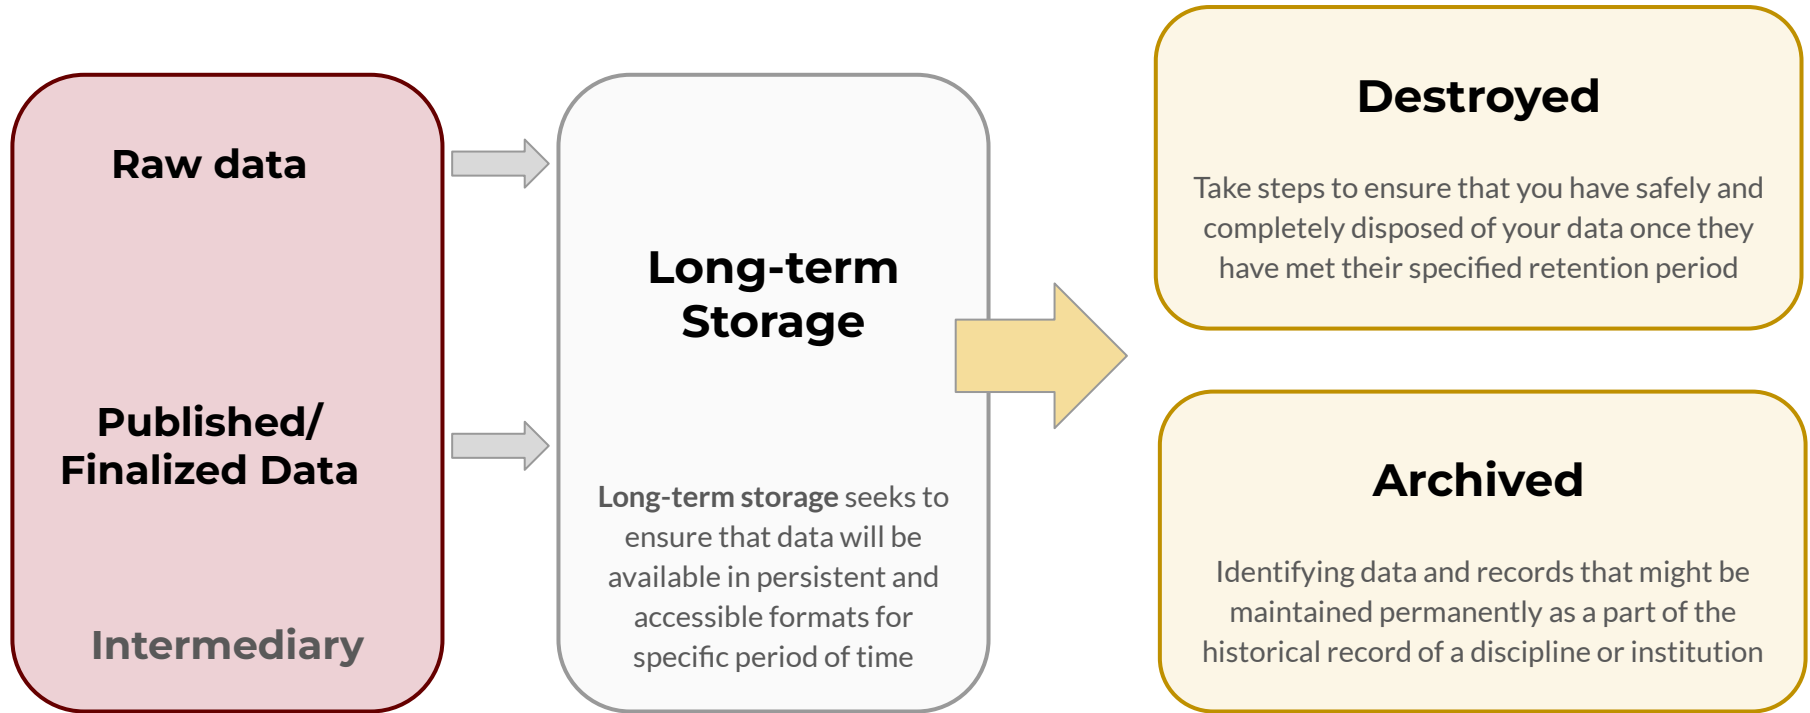 Raw data
Published/
Finalized Data
Intermediary
Long-term
Storage
Long-term storage seeks to
ensure that data will be
available in persistent and
accessible formats for
specific period of time
Destroyed
Take steps to ensure that you have safely and
completely disposed of your data once they
have met their specified retention period
Archived
Identifying data and records that might be
maintained permanently as a part of the
historical record of a discipline or institution